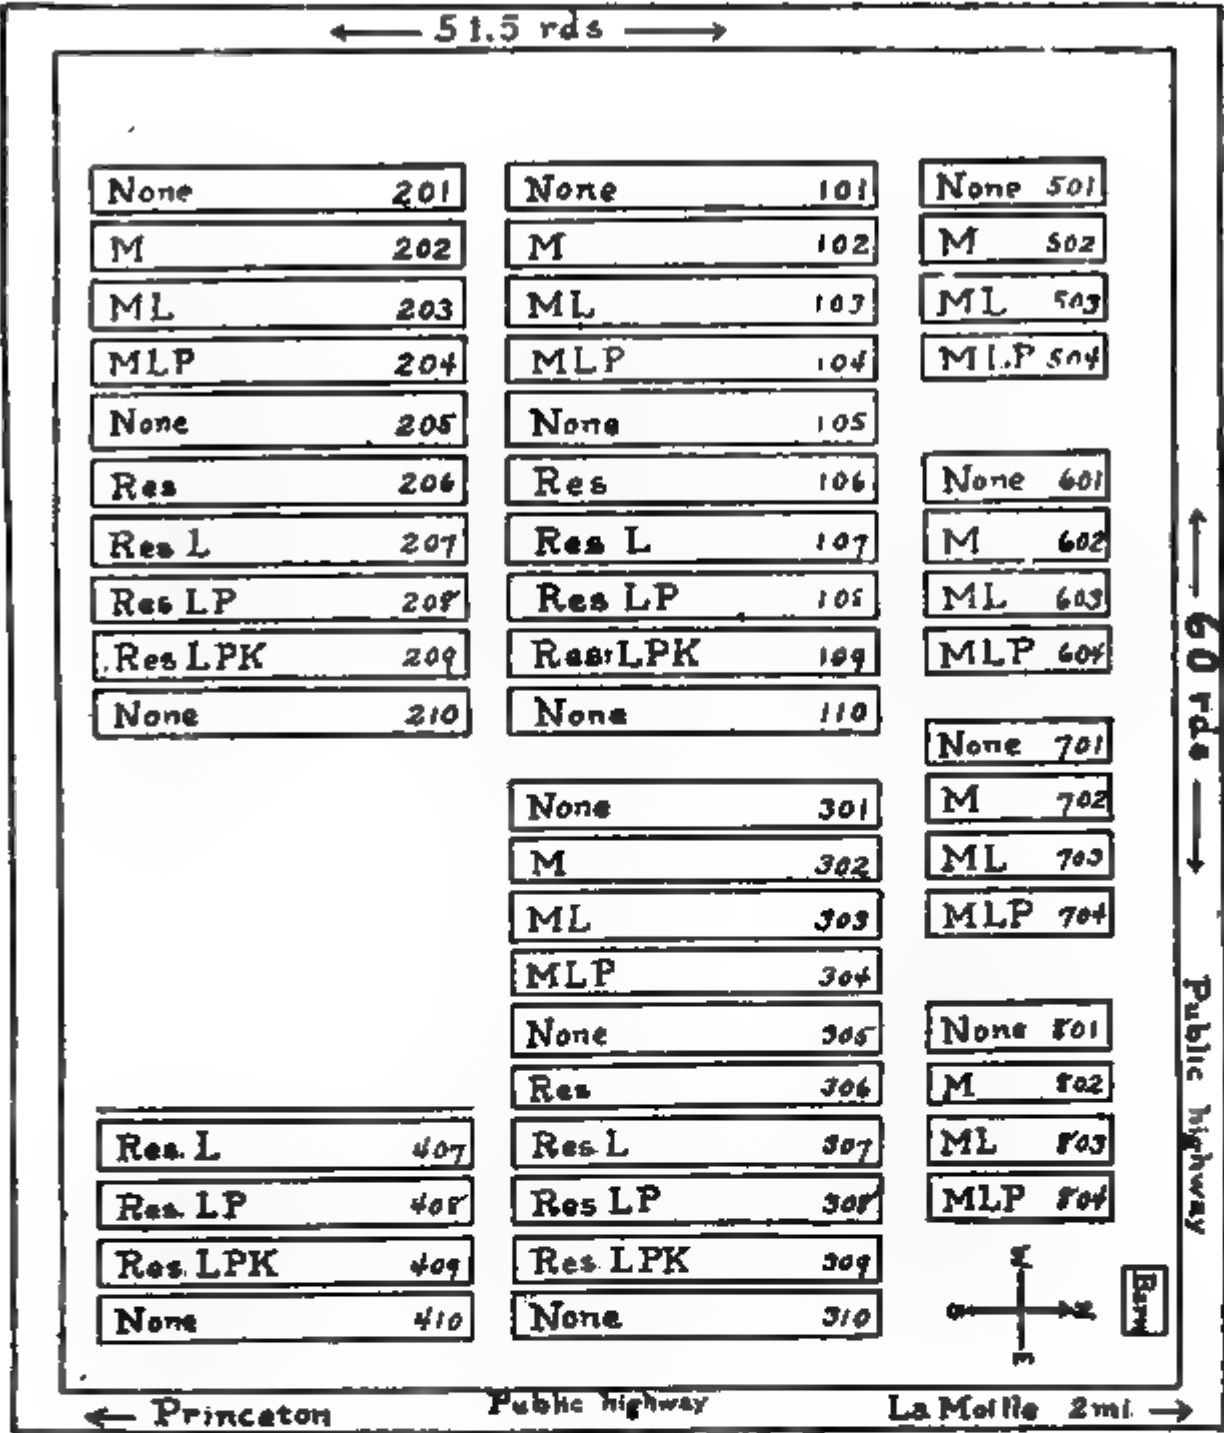 51.5 rds
None 201
M 202
ML 203
MLP 204
None 205
Res 206
Res L 207
Res LP 208
Res LPK 209
None 210
None 101
M 102
ML 103
MLP 104
None 105
Res 106
Res L 107
Res LP 108
Res LPK 109
None 110
None 501
M 502
ML 503
MLP 504
None 601
M 602
ML 603
MLP 604
None 701
M 702
ML 703
MLP 704
None 801
M 802
ML 803
MLP 804
None 301
M 302
ML 303
MLP 304
None 305
Res 306
Res L 307
Res LP 308
Res LPK 309
None 310
Res L 407
Res LP 408
Res LPK 409
None 410
60 rds
Public highway
W
E
Public highway
Princeton
La Moille 2mi.